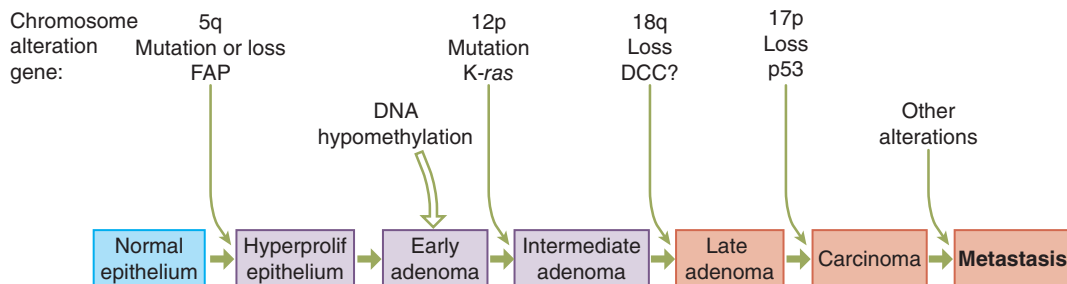 Chromosome
alteration
gene:
5q
Mutation or loss
FAP
12p
Mutation
K-ras
18q
Loss
DCC?
17p
Loss
p53
DNA
hypomethylation
Other
alterations
Normal
epithelium
Hyperprolif
epithelium
Early
adenoma
Intermediate
adenoma
Late
adenoma
Carcinoma
Metastasis